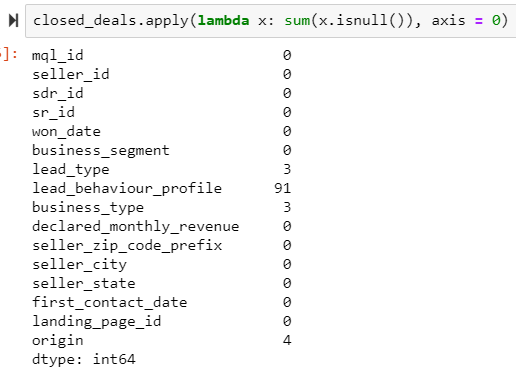 closed_deals.apply(lambda x: sum(x.isnull()), axis = 0)
]:
mql_id 0
seller_id 0
sdr_id 0
sr_id 0
won_date 0
business_segment 0
lead_type 3
lead_behaviour_profile 91
business_type 3
declared_monthly_revenue 0
seller_zip_code_prefix 0
seller_city 0
seller_state 0
first_contact_date 0
landing_page_id 0
origin 4
dtype: int64